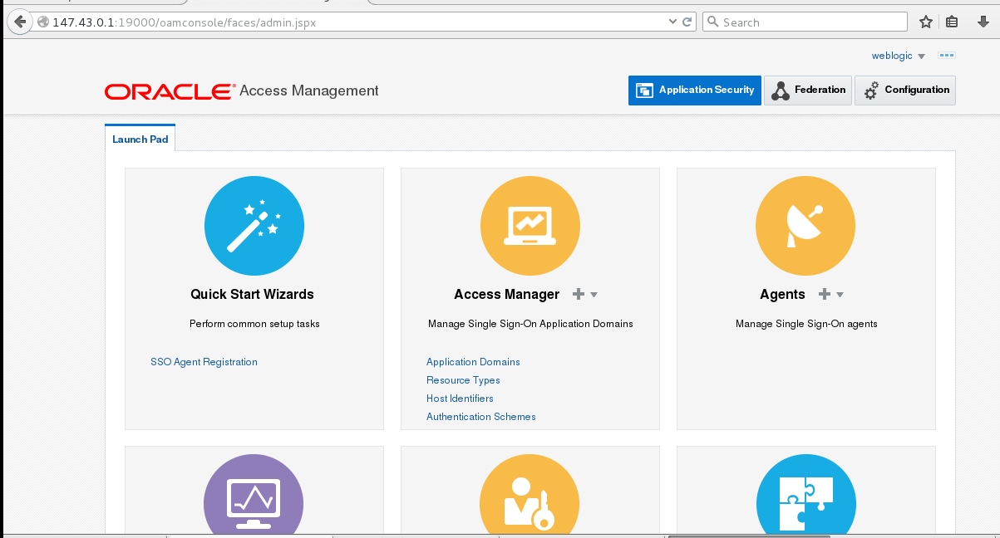 147.43.0.1:19000/oamconsole/faces/admin.jspx
Search
weblogic
ORACLE Access Management
Application Security
Federation
Configuration
Launch Pad
Quick Start Wizards
Perform common setup tasks
SSO Agent Registration
Access Manager
Manage Single Sign-On Application Domains
Application Domains
Resource Types
Host Identifiers
Authentication Schemes
Agents
Manage Single Sign-On agents